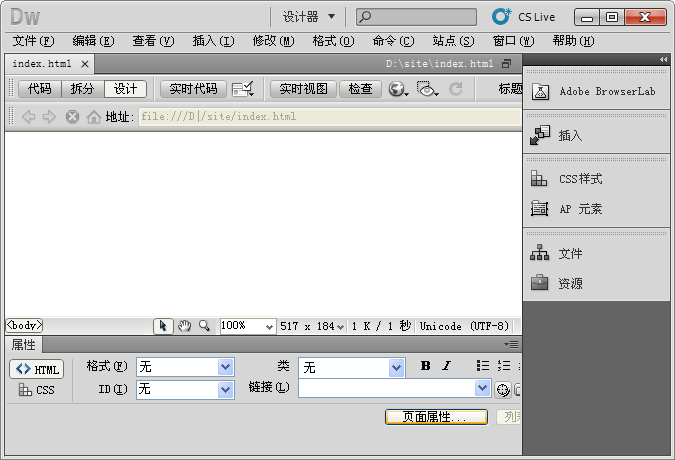 Dw 设计器 CS Live
文件(F) 编辑(E) 查看(V) 插入(I) 修改(M) 格式(O) 命令(C) 站点(S) 窗口(W) 帮助(H)
index.html D:\site\index.html
代码 拆分 设计 实时代码 实时视图 检查 标题
地址: file:///D|/site/index.html
Adobe BrowserLab
插入
CSS样式
AP 元素
文件
资源
<body> 100% 517 x 184 1 K / 1 秒 Unicode (UTF-8)
属性
HTML 格式(F) 无 类 无 B I
CSS ID(I) 无 链接(L)
页面属性... 列